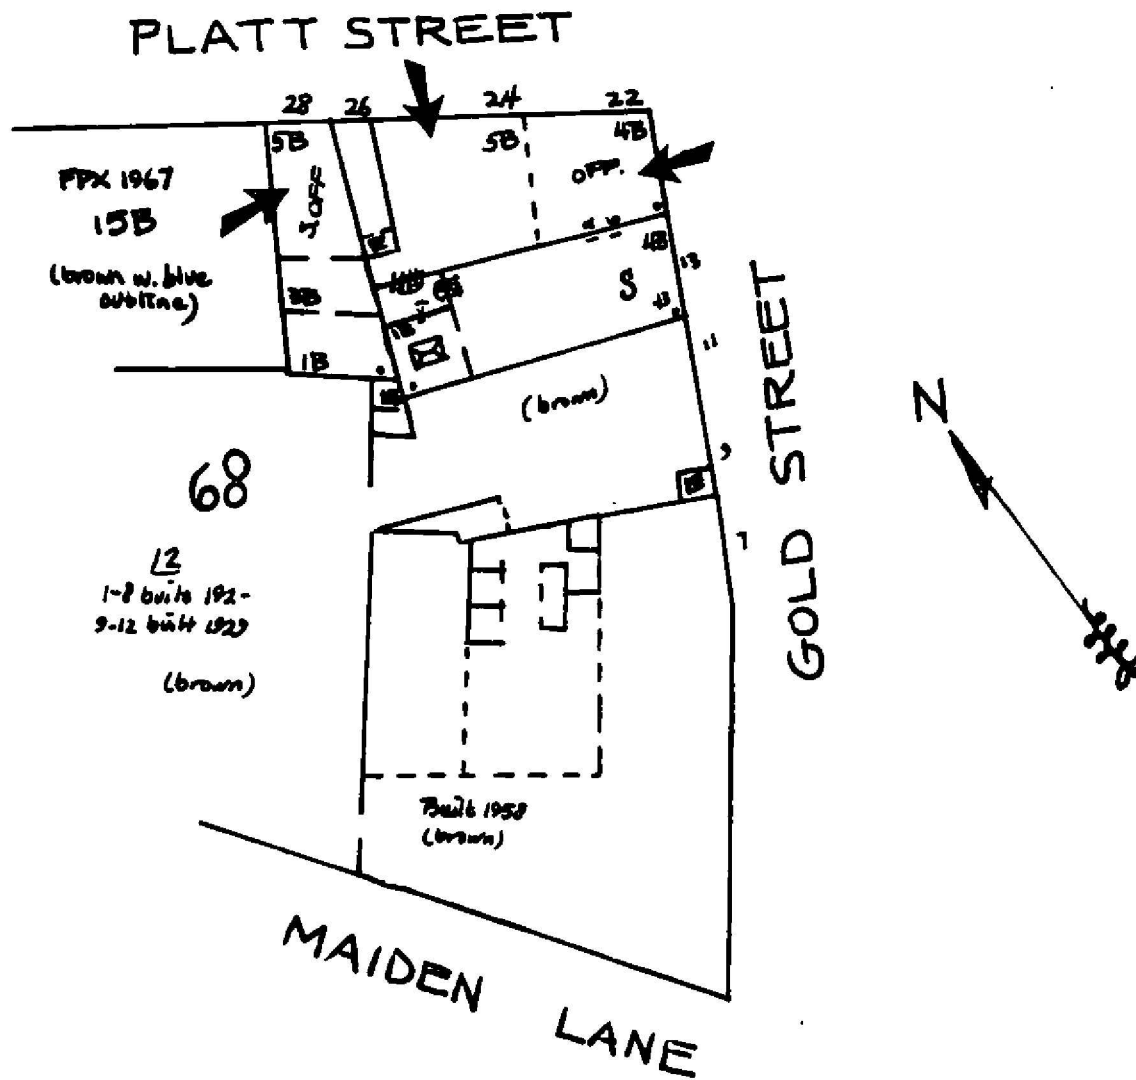 PLATT STREET
28 26 24 22
5B 5B 4B
S. OFF
OFF.
FPX 1967
15B
(brown w. blue
outline)
4B
13
S
3B
1B
1B
11
(brown)
GOLD STREET
N
9
7
68
12
1-8 built 192-
9-12 built 1929
(brown)
Built 1958
(brown)
MAIDEN LANE